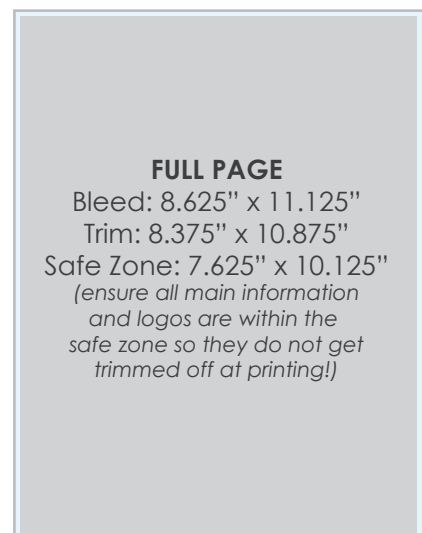 FULL PAGE
Bleed: 8.625” x 11.125”
Trim: 8.375” x 10.875”
Safe Zone: 7.625” x 10.125”
(ensure all main information
and logos are within the
safe zone so they do not get
trimmed off at printing!)